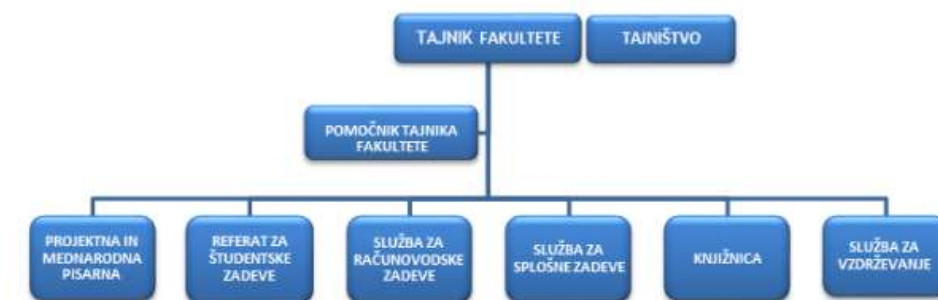 TAJNIK FAKULTETE
TAJNIŠTVO
POMOČNIK TAJNIKA
FAKULTETE
PROJEKTNA IN
MEDNARODNA
PISARNA
REFERAT ZA
ŠTUDENTSKE
ZADEVE
SLUŽBA ZA
RAČUNOVODSKE
ZADEVE
SLUŽBA ZA
SPLOŠNE ZADEVE
KNJIŽNICA
SLUŽBA ZA
VZDRŽEVANJE